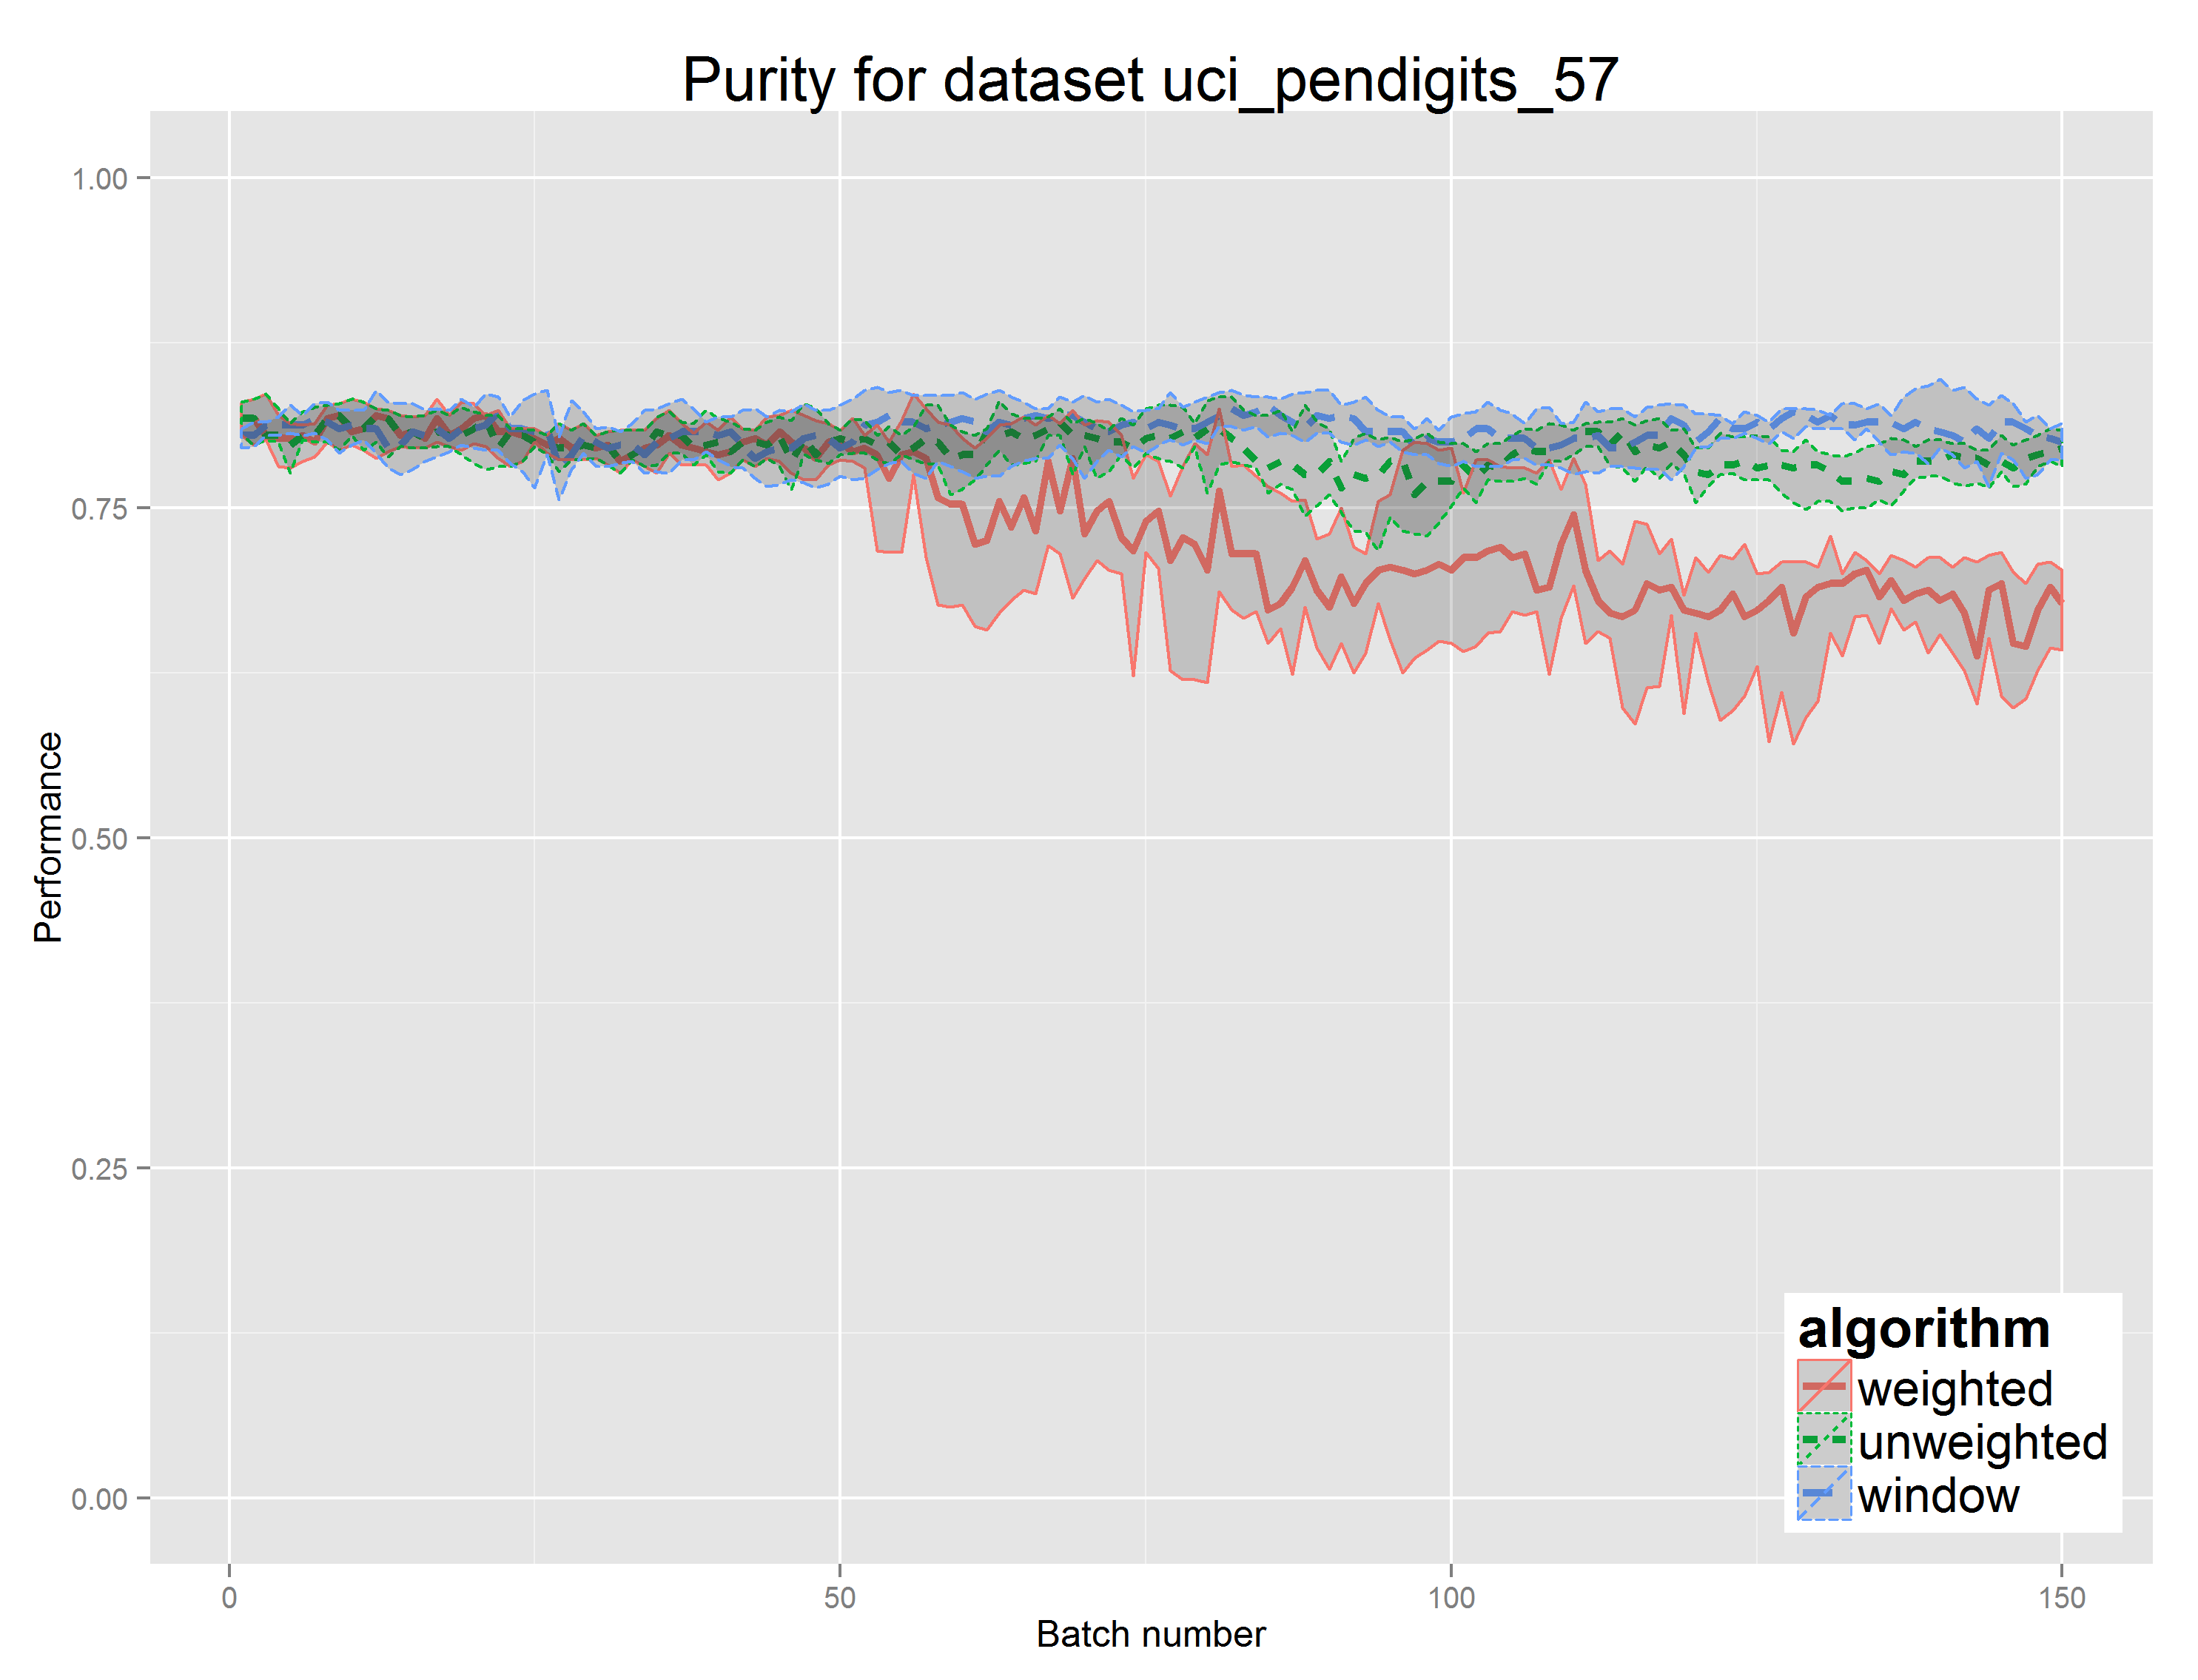 Purity for dataset uci_pendigits_57
1.00
0.75
0.50
0.25
0.00
Performance
0
50
100
150
Batch number
algorithm
weighted
unweighted
window